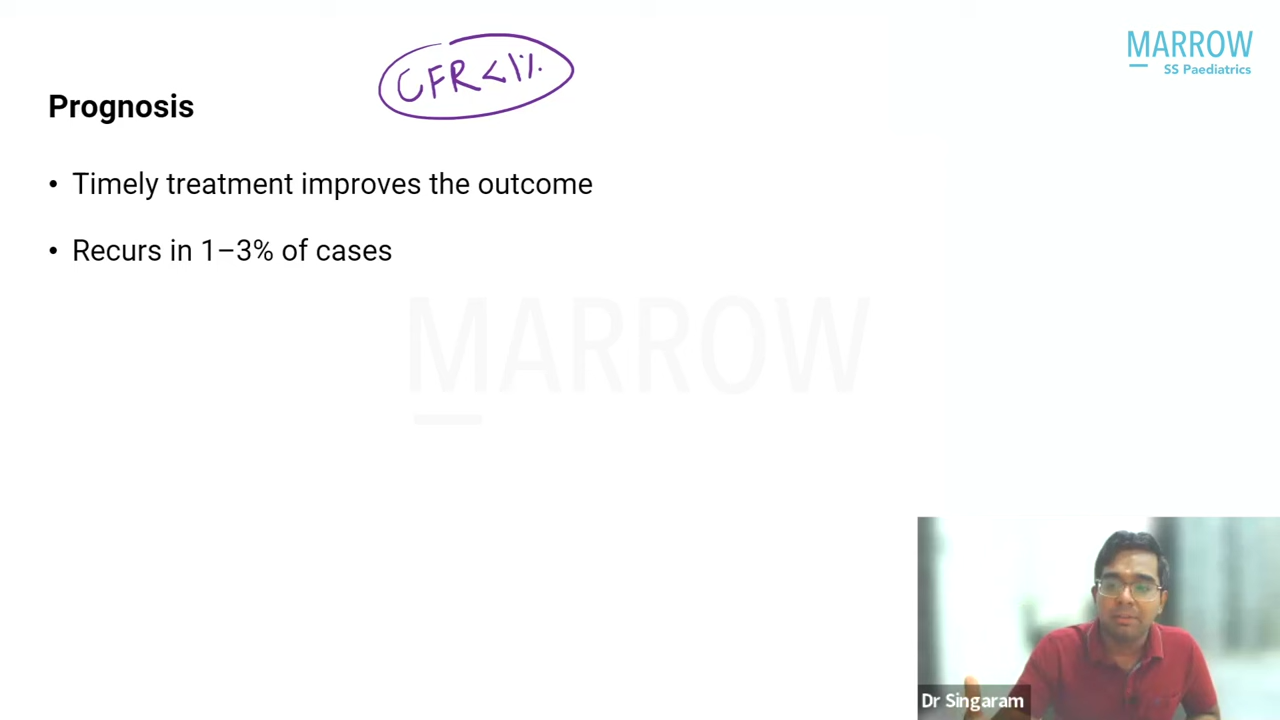 CFR<1%
MARROW
SS Paediatrics
Prognosis
• Timely treatment improves the outcome
• Recurs in 1–3% of cases
MARROW
Dr Singaram